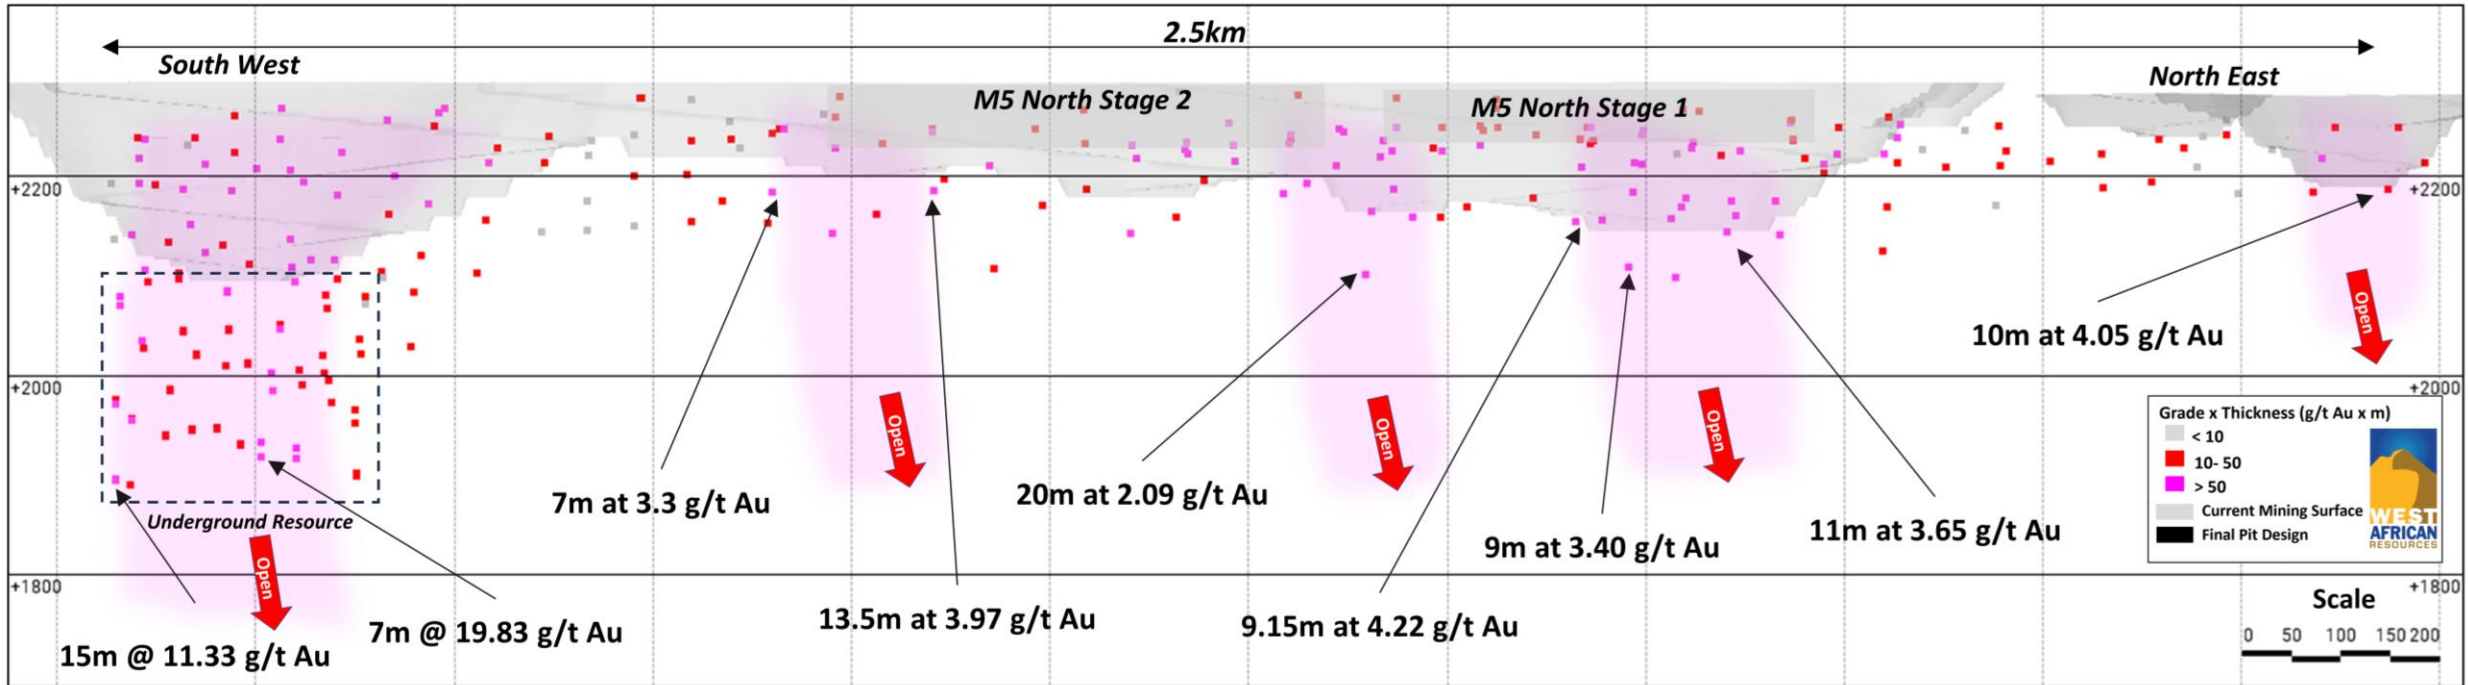 2.5km
South West
North East
M5 North Stage 2
M5 North Stage 1
+2200
+2200
+2000
+2000
+1800
+1800
Open
Open
Open
Open
Open
Underground Resource
15m @ 11.33 g/t Au
7m @ 19.83 g/t Au
7m at 3.3 g/t Au
13.5m at 3.97 g/t Au
20m at 2.09 g/t Au
9.15m at 4.22 g/t Au
9m at 3.40 g/t Au
11m at 3.65 g/t Au
10m at 4.05 g/t Au
Grade x Thickness (g/t Au x m)
< 10
10- 50
> 50
Current Mining Surface
Final Pit Design
WEST
AFRICAN
RESOURCES
Scale
0 50 100 150 200